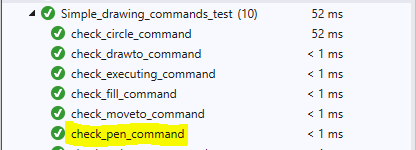 Simple_drawing_commands_test (10) 52 ms
check_circle_command 52 ms
check_drawto_command < 1 ms
check_executing_command < 1 ms
check_fill_command < 1 ms
check_moveto_command < 1 ms
check_pen_command < 1 ms